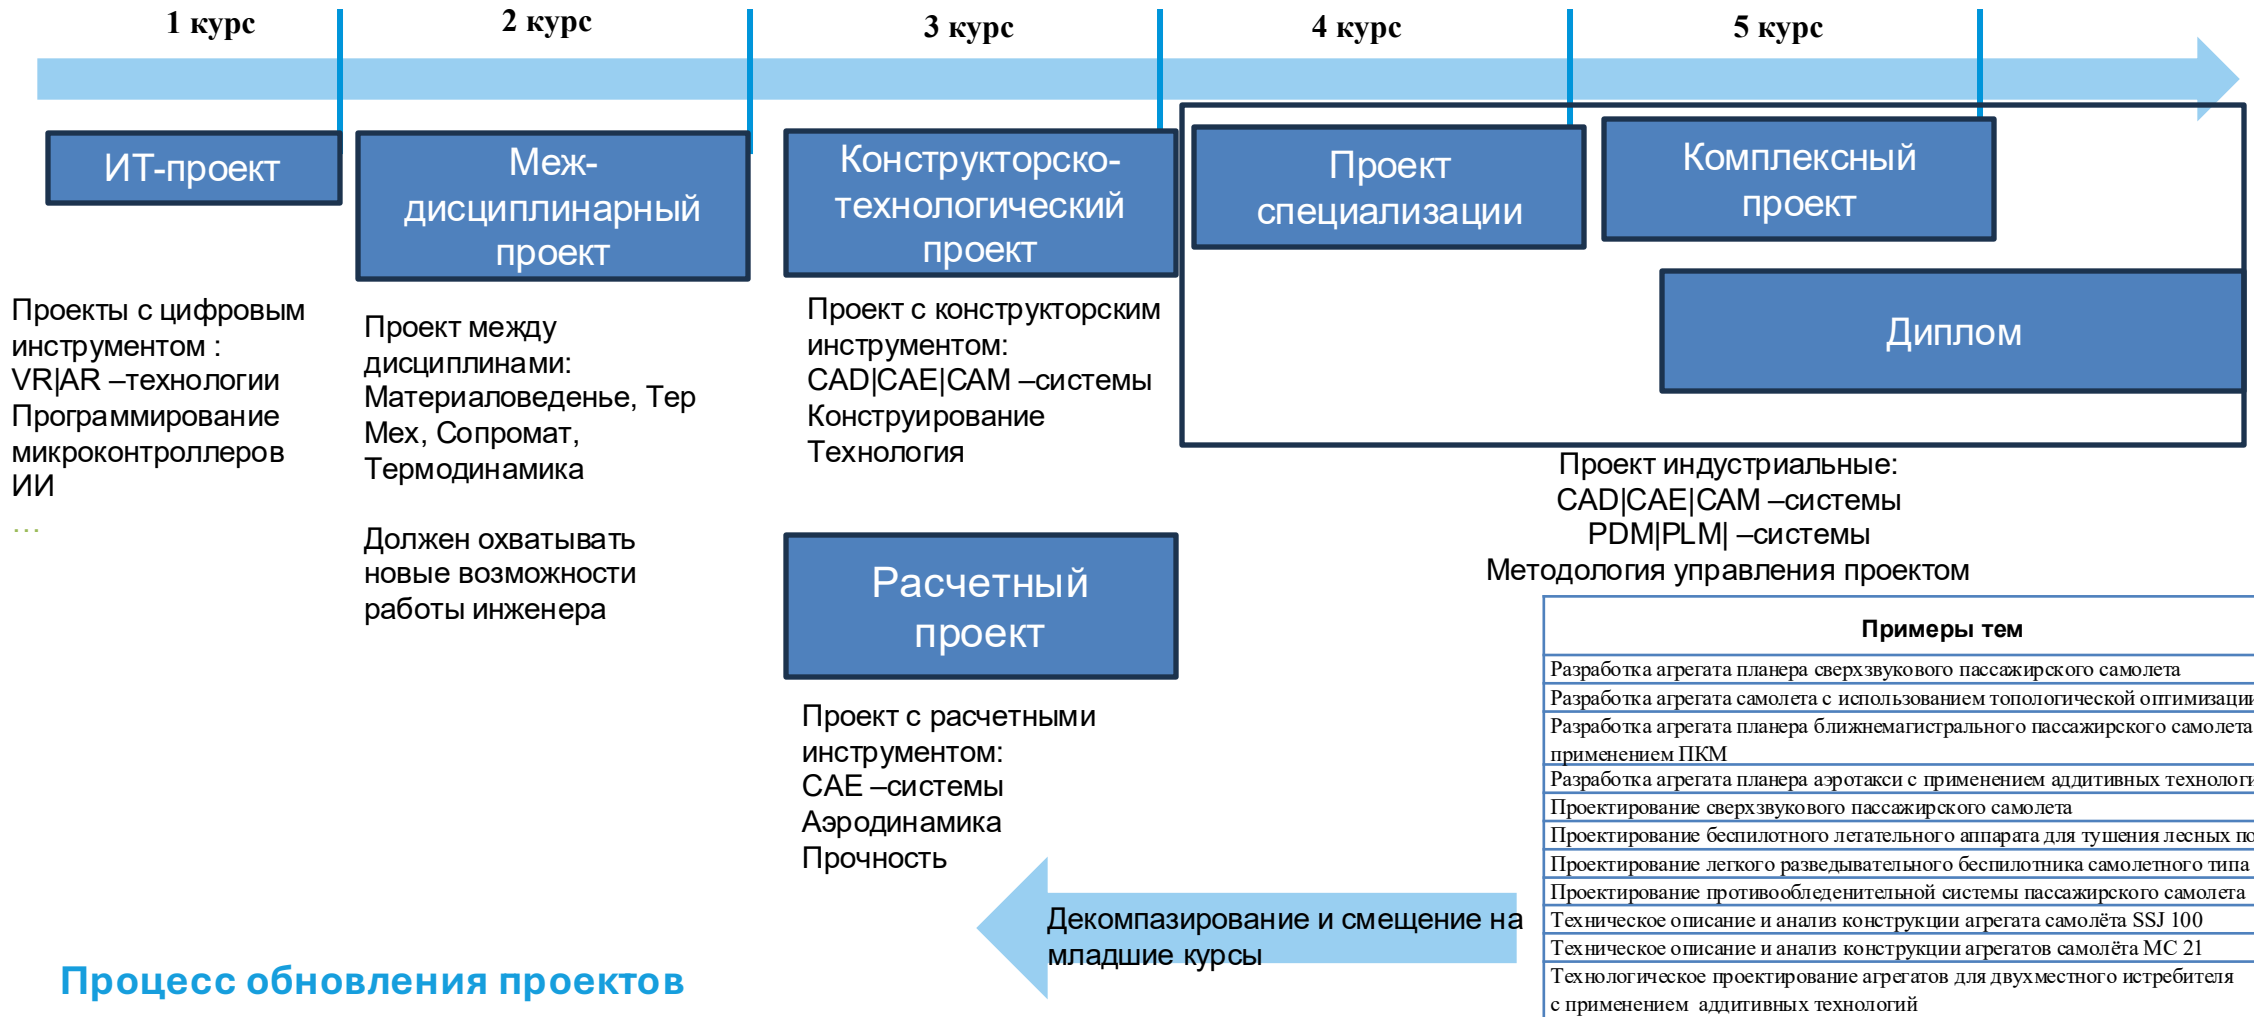 1 курс
2 курс
3 курс
4 курс
5 курс
ИТ-проект
Меж-
дисциплинарный
проект
Конструкторско-
технологический
проект
Проект
специализации
Комплексный
проект
Диплом
Проекты с цифровым
инструментом :
VR|AR –технологии
Программирование
микроконтроллеров
ИИ
…
Проект между
дисциплинами:
Материаловеденье, Тер
Мех, Сопромат,
Термодинамика
Должен охватывать
новые возможности
работы инженера
Проект с конструкторским
инструментом:
CAD|CAE|CAM –системы
Конструирование
Технология
Расчетный
проект
Проект с расчетными
инструментом:
CAE –системы
Аэродинамика
Прочность
Проект индустриальные:
CAD|CAE|CAM –системы
PDM|PLM| –системы
Методология управления проектом
Примеры тем
Разработка агрегата планера сверхзвукового пассажирского самолета
Разработка агрегата самолета с использованием топологической оптимизации
Разработка агрегата планера ближнемагистрального пассажирского самолета
применением ПКМ
Разработка агрегата планера аэротакси с применением аддитивных технологи
Проектирование сверхзвукового пассажирского самолета
Проектирование беспилотного летательного аппарата для тушения лесных по
Проектирование легкого разведывательного беспилотника самолетного типа
Проектирование противообледенительной системы пассажирского самолета
Техническое описание и анализ конструкции агрегата самолёта SSJ 100
Техническое описание и анализ конструкции агрегатов самолёта МС 21
Технологическое проектирование агрегатов для двухместного истребителя
с применением аддитивных технологий
Декомпазирование и смещение на
младшие курсы
Процесс обновления проектов